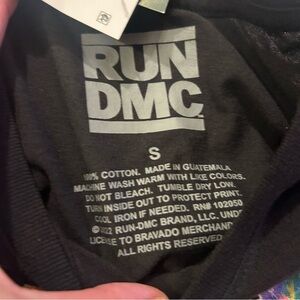 RUN
DMC
S
100% COTTON. MADE IN GUATEMALA
MACHINE WASH WARM WITH LIKE COLORS.
DO NOT BLEACH. TUMBLE DRY LOW.
TURN INSIDE OUT TO PROTECT PRINT.
COOL IRON IF NEEDED. RN# 102050
©2022 RUN-DMC BRAND, LLC. UND
LICENSE TO BRAVADO MERCHAN
ALL RIGHTS RESERVED